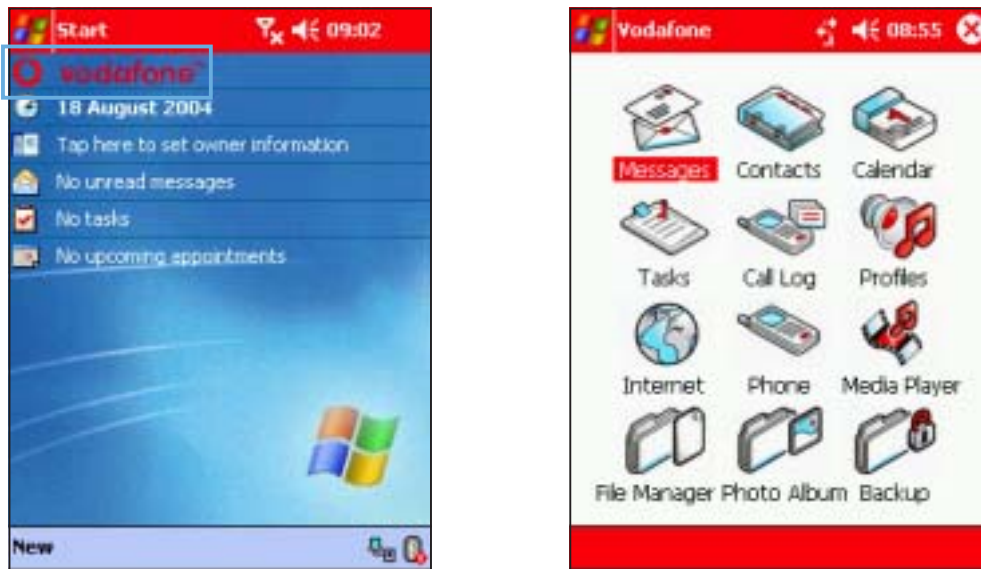 Start 09:02
vodafone™
18 August 2004
Tap here to set owner information
No unread messages
No tasks
No upcoming appointments
New
Vodafone 08:55
Messages Contacts Calendar
Tasks Call Log Profiles
Internet Phone Media Player
File Manager Photo Album Backup